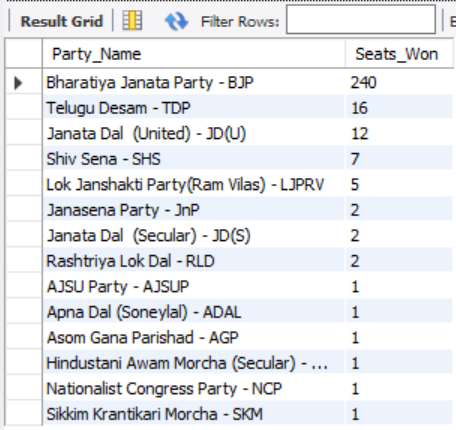 Result Grid Filter Rows: E
Party_Name Seats_Won
Bharatiya Janata Party - BJP 240
Telugu Desam - TDP 16
Janata Dal (United) - JD(U) 12
Shiv Sena - SHS 7
Lok Janshakti Party(Ram Vilas) - LJPRV 5
Janasena Party - JnP 2
Janata Dal (Secular) - JD(S) 2
Rashtriya Lok Dal - RLD 2
AJSU Party - AJSUP 1
Apna Dal (Soneylal) - ADAL 1
Asom Gana Parishad - AGP 1
Hindustani Awam Morcha (Secular) - ... 1
Nationalist Congress Party - NCP 1
Sikkim Krantikari Morcha - SKM 1